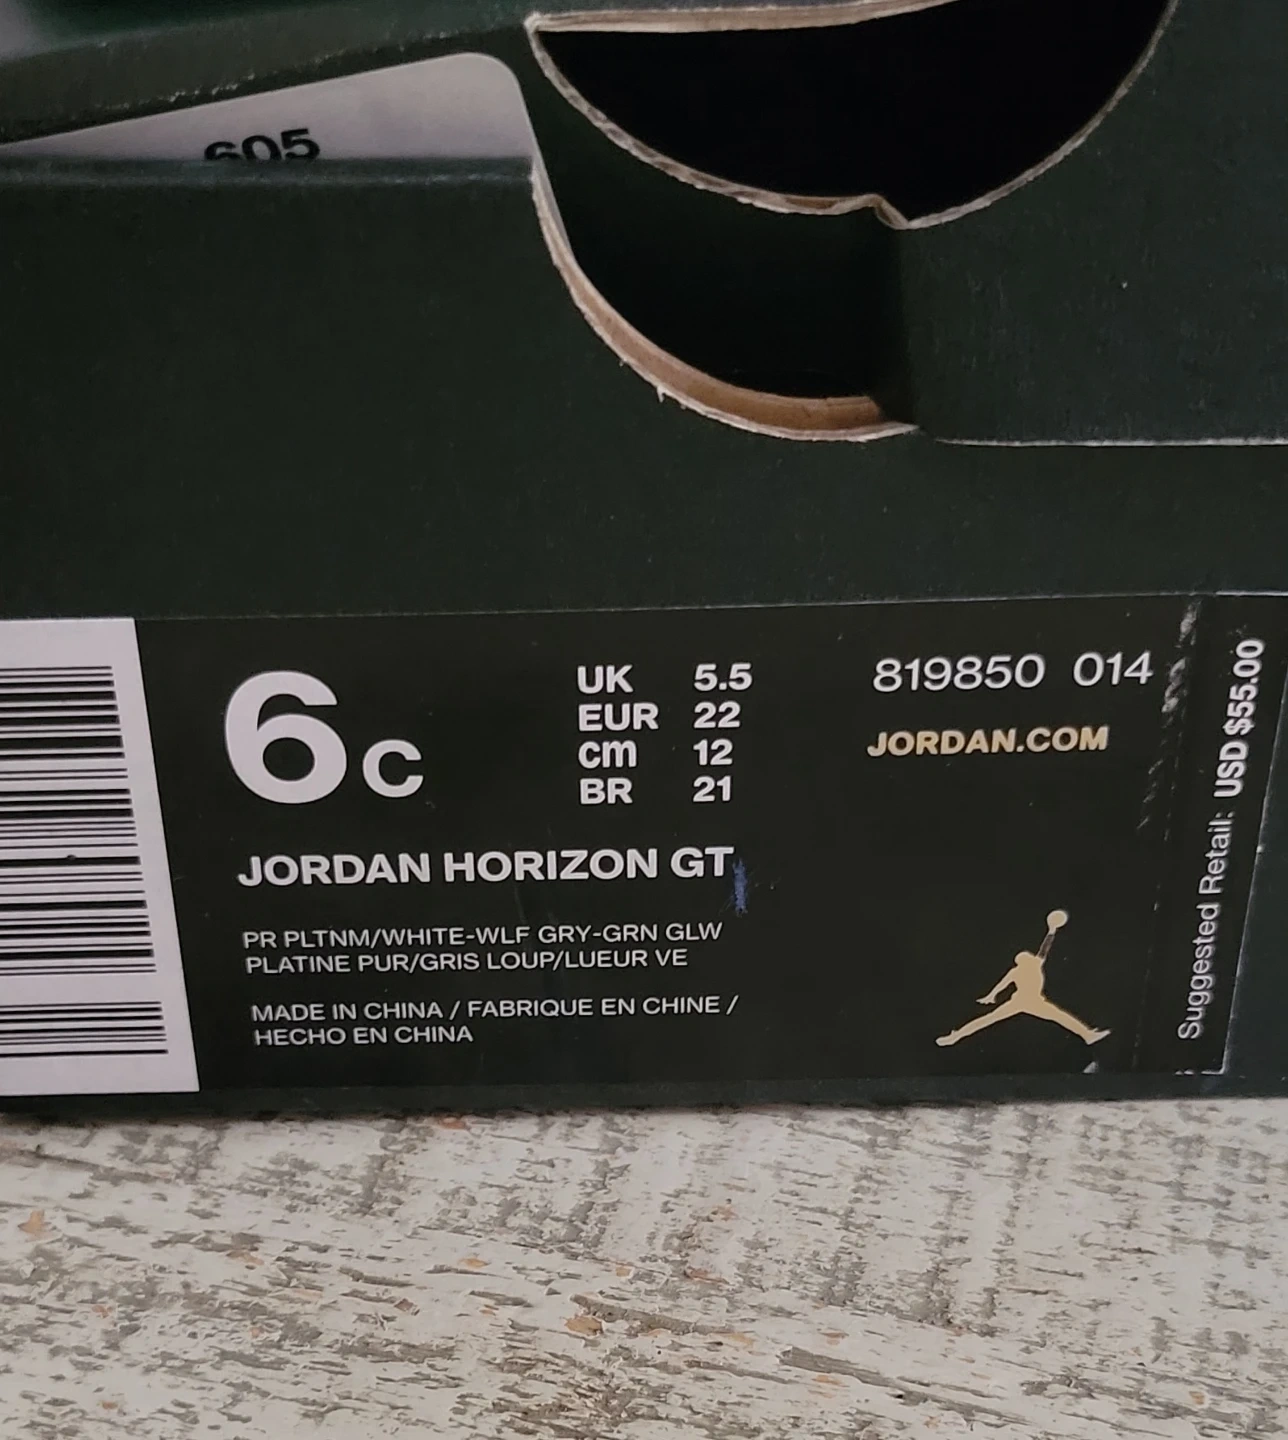 605
6c
UK 5.5
EUR 22
cm 12
BR 21
819850 014
JORDAN.COM
JORDAN HORIZON GT
PR PLTNM/WHITE-WLF GRY-GRN GLW
PLATINE PUR/GRIS LOUP/LUEUR VE
MADE IN CHINA / FABRIQUE EN CHINE /
HECHO EN CHINA
Suggested Retail: USD $55.00